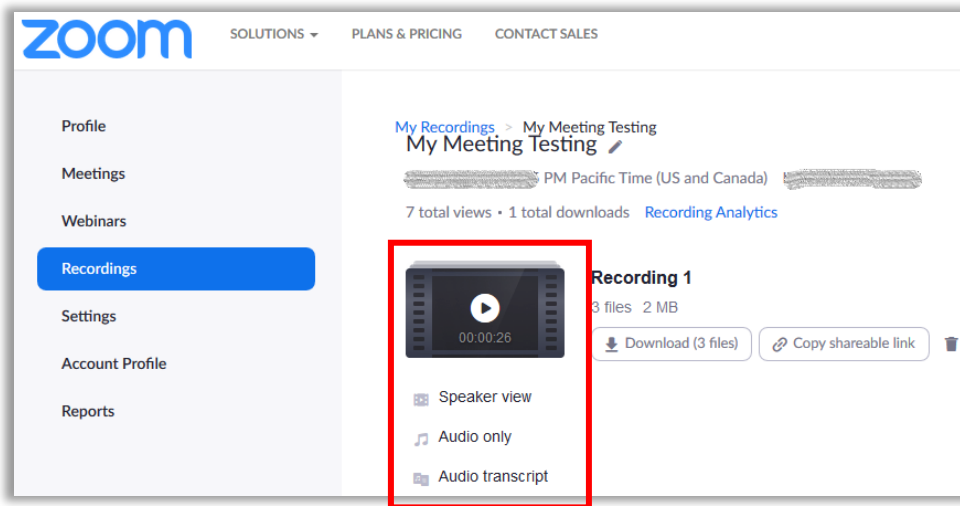 zoom
SOLUTIONS PLANS & PRICING CONTACT SALES
Profile
Meetings
Webinars
Recordings
Settings
Account Profile
Reports
My Recordings > My Meeting Testing
My Meeting Testing
PM Pacific Time (US and Canada)
7 total views • 1 total downloads Recording Analytics
00:00:26
Recording 1
3 files 2 MB
Download (3 files) Copy shareable link
Speaker view
Audio only
Audio transcript